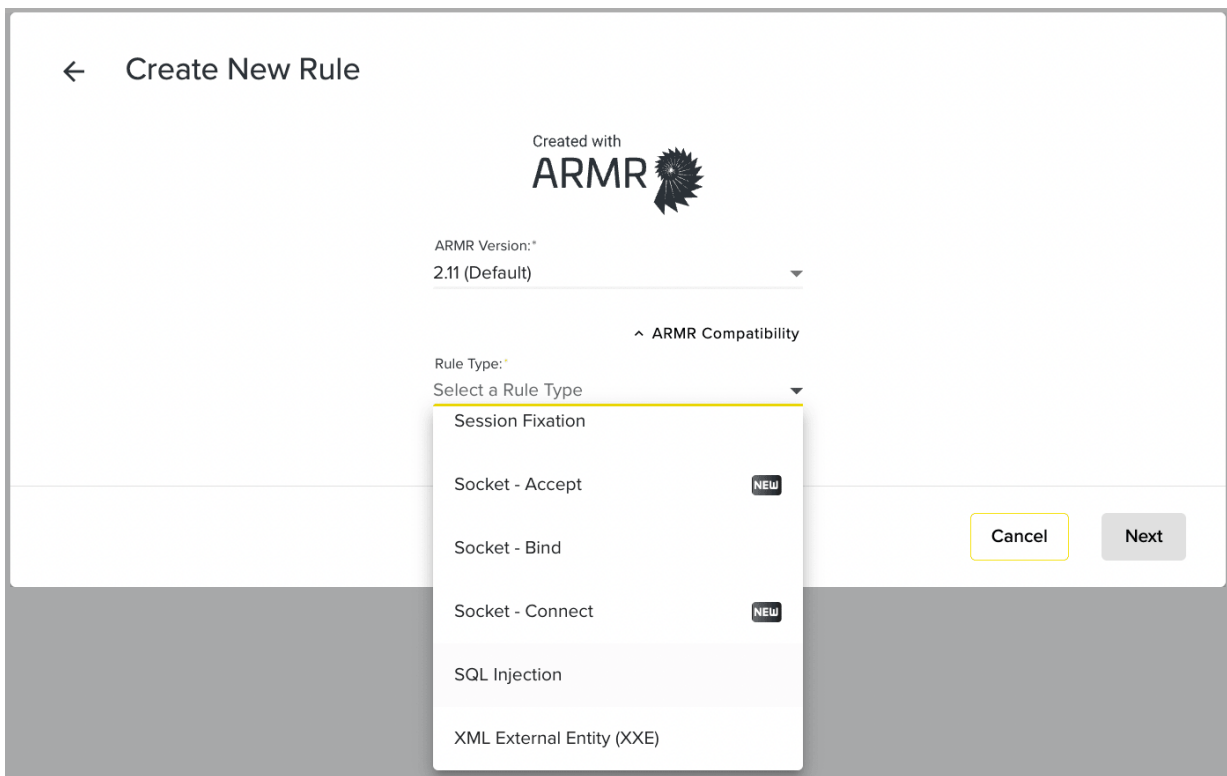 Create New Rule
Created with
ARMR
ARMR Version:*
2.11 (Default)
ARMR Compatibility
Rule Type:*
Select a Rule Type
Session Fixation
Socket - Accept NEW
Socket - Bind
Socket - Connect NEW
SQL Injection
XML External Entity (XXE)
Cancel Next